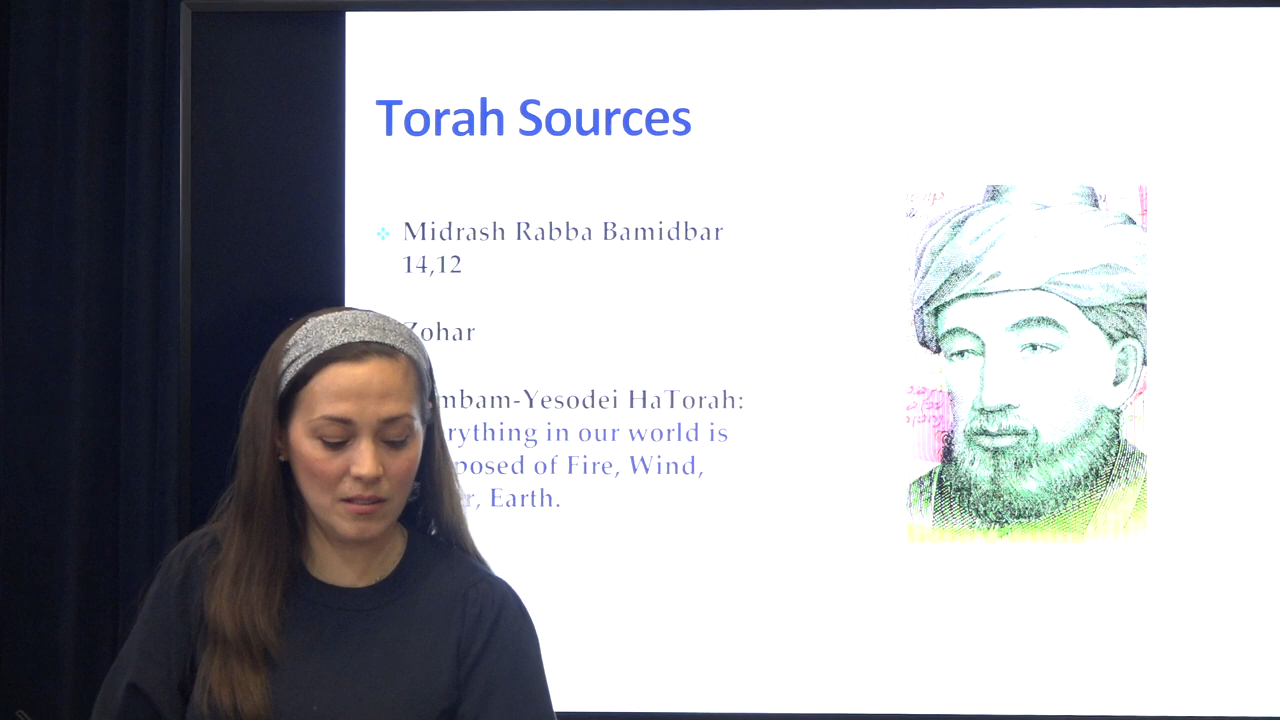 Torah Sources
Midrash Rabba Bamidbar
14,12
Zohar
mbam-Yesodei HaTorah:
rything in our world is
posed of Fire, Wind,
r, Earth.